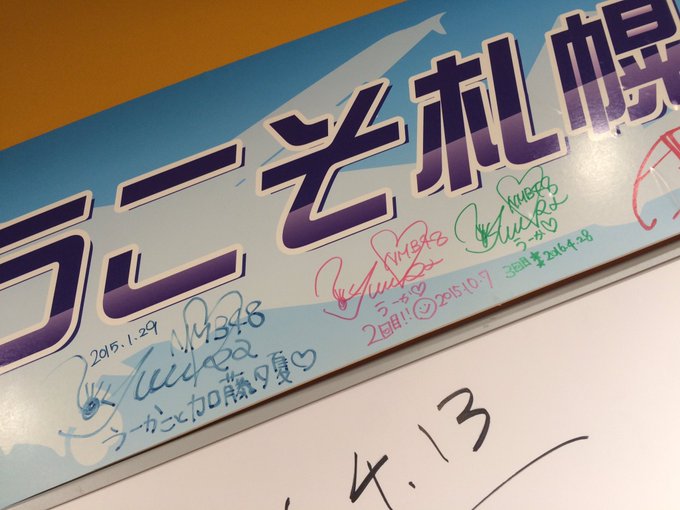 うこそ札幌
2015.1.29
NMB48
うーかこと加藤夕夏♡
NMB48
うーか♡
2回目!! 2015.10.7
NMB48
うーか♡
3回目 2016.4.28
4.13